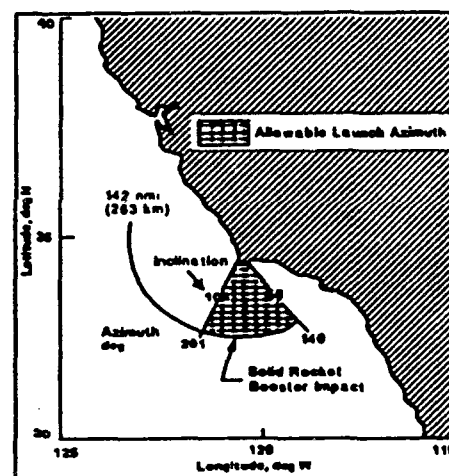 40
Allowable Launch Azimuth
142 nmi
(263 km)
Latitude, deg N
35
Inclination
Azimuth
deg
201
140
Solid Rocket
Booster Impact
30
125
120
Longitude, deg W